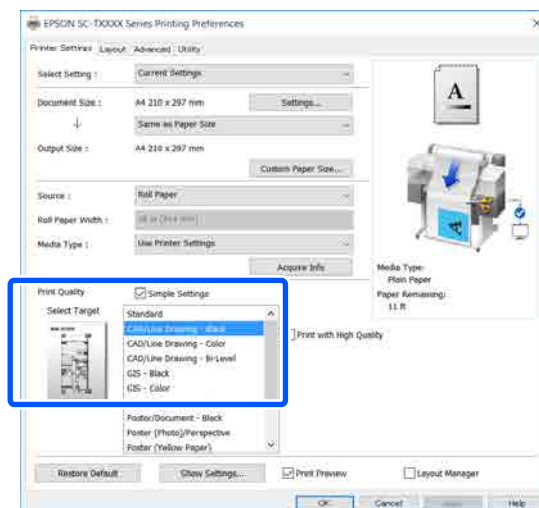 EPSON SC-TXXXX Series Printing Preferences
Printer Settings Layout Advanced Utility
Select Setting : Current Settings
Document Size : A4 210 x 297 mm Settings...
Same as Paper Size
Output Size : A4 210 x 297 mm
Custom Paper Size...
Source : Roll Paper
Roll Paper Width :
Media Type : Use Printer Settings
Acquire Info
A
Media Type:
Plain Paper
Paper Remaining:
11 ft
Print Quality Simple Settings
Select Target Standard
CAD/Line Drawing - Black
CAD/Line Drawing - Color
CAD/Line Drawing - Bi-Level
GIS - Black
GIS - Color
Print with High Quality
Poster/Document - Black
Poster (Photo)/Perspective
Poster (Yellow Paper)
Restore Default Show Settings... Print Preview Layout Manager
OK Cancel Help